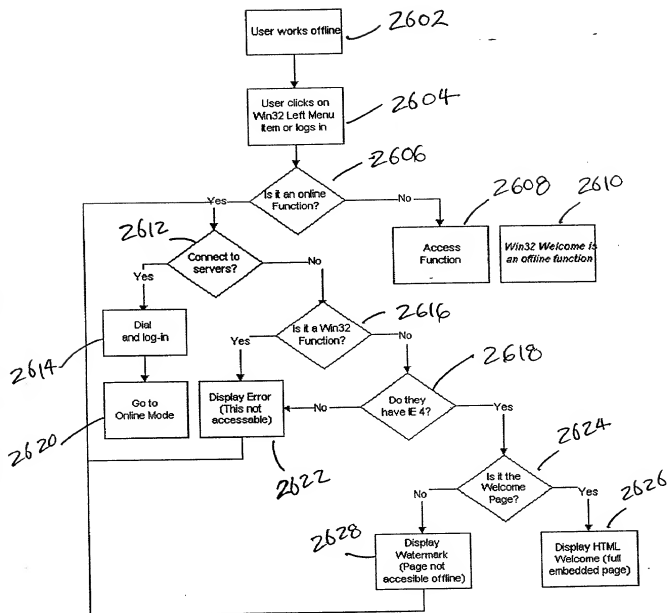 User works offline
2602
User clicks on
Win32 Left Menu
Item or logs in
2604
Is it an online
Function?
2606
Yes
No
2608
2610
Access
Function
Win32 Welcome is
an offline function
2612
Connect to
servers?
Yes
No
Dial
and log-in
2614
Is it a Win32
Function?
2616
Yes
No
2618
Go to
Online Mode
2620
Display Error
(This not
accessable)
2622
No
Do they
have IE 4?
Yes
2624
Is it the
Welcome
Page?
No
Yes
2626
2628
Display
Watermark
(Page not
accesible offline)
Display HTML
Welcome (full
embedded page)